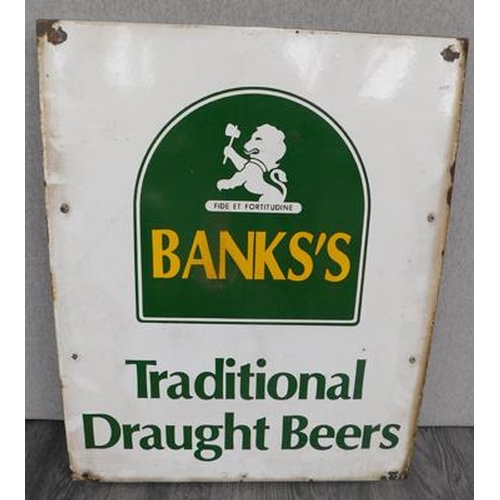 FIDE ET FORTITUDINE
BANKS'S
Traditional
Draught Beers